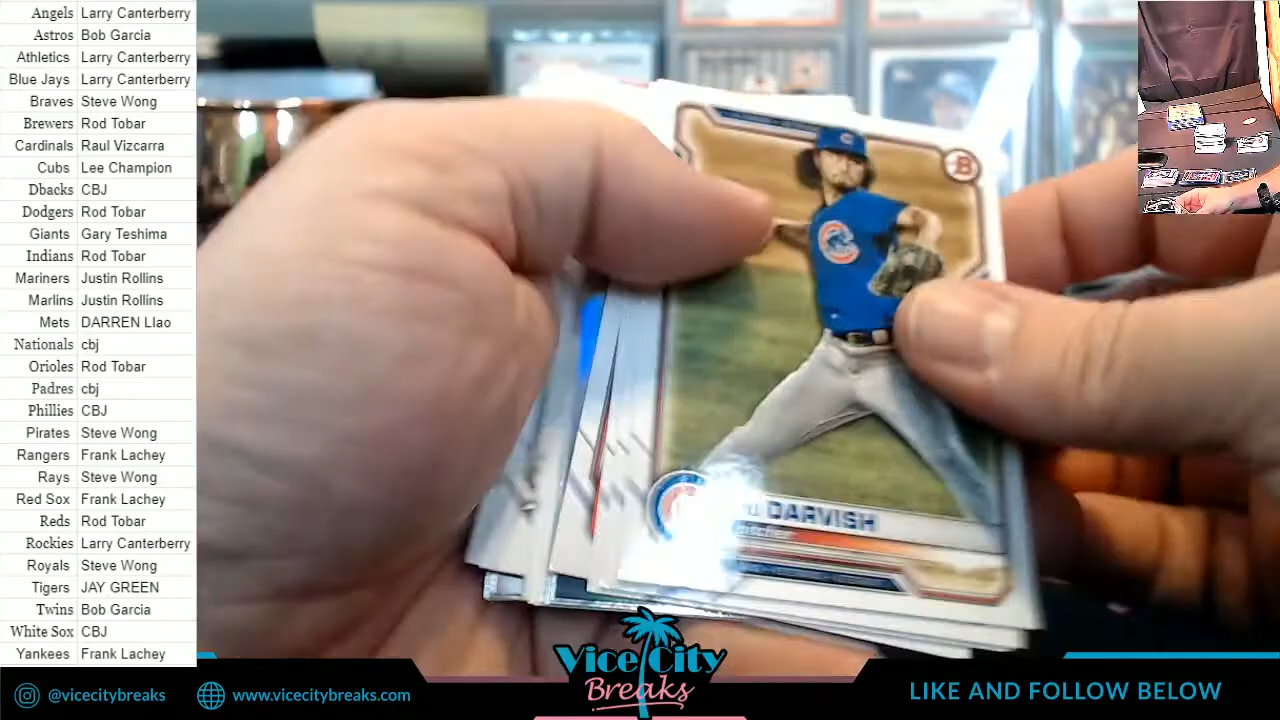 Angels Larry Canterberry
Astros Bob Garcia
Athletics Larry Canterberry
Blue Jays Larry Canterberry
Braves Steve Wong
Brewers Rod Tobar
Cardinals Raul Vizcarra
Cubs Lee Champion
Dbacks CBJ
Dodgers Rod Tobar
Giants Gary Teshima
Indians Rod Tobar
Mariners Justin Rollins
Marlins Justin Rollins
Mets DARREN LIao
Nationals cbj
Orioles Rod Tobar
Padres cbj
Phillies CBJ
Pirates Steve Wong
Rangers Frank Lachey
Rays Steve Wong
Red Sox Frank Lachey
Reds Rod Tobar
Rockies Larry Canterberry
Royals Steve Wong
Tigers JAY GREEN
Twins Bob Garcia
White Sox CBJ
Yankees Frank Lachey
B
C
DARVISH
Vice City
Breaks
@vicecitybreaks
www.vicecitybreaks.com
LIKE AND FOLLOW BELOW